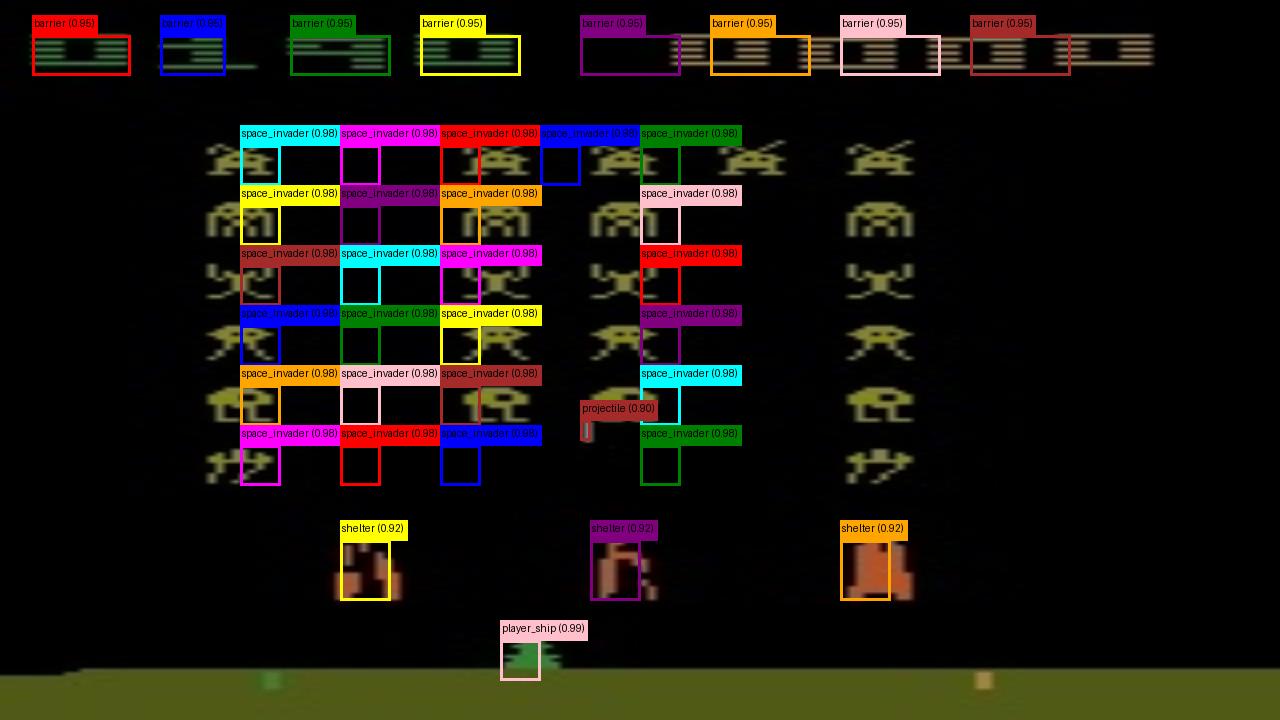 barrier (0.95) barrier (0.95) barrier (0.95) barrier (0.95) barrier (0.95) barrier (0.95) barrier (0.95) barrier (0.95)
space_invader (0.98) space_invader (0.98) space_invader (0.98) space_invader (0.98) space_invader (0.98)
space_invader (0.98) space_invader (0.98) space_invader (0.98) space_invader (0.98)
space_invader (0.98) space_invader (0.98) space_invader (0.98) space_invader (0.98)
space_invader (0.98) space_invader (0.98) space_invader (0.98) space_invader (0.98)
space_invader (0.98) space_invader (0.98) space_invader (0.98) space_invader (0.98)
projectile (0.90)
space_invader (0.98) space_invader (0.98) space_invader (0.98) space_invader (0.98)
shelter (0.92) shelter (0.92) shelter (0.92)
player_ship (0.99)